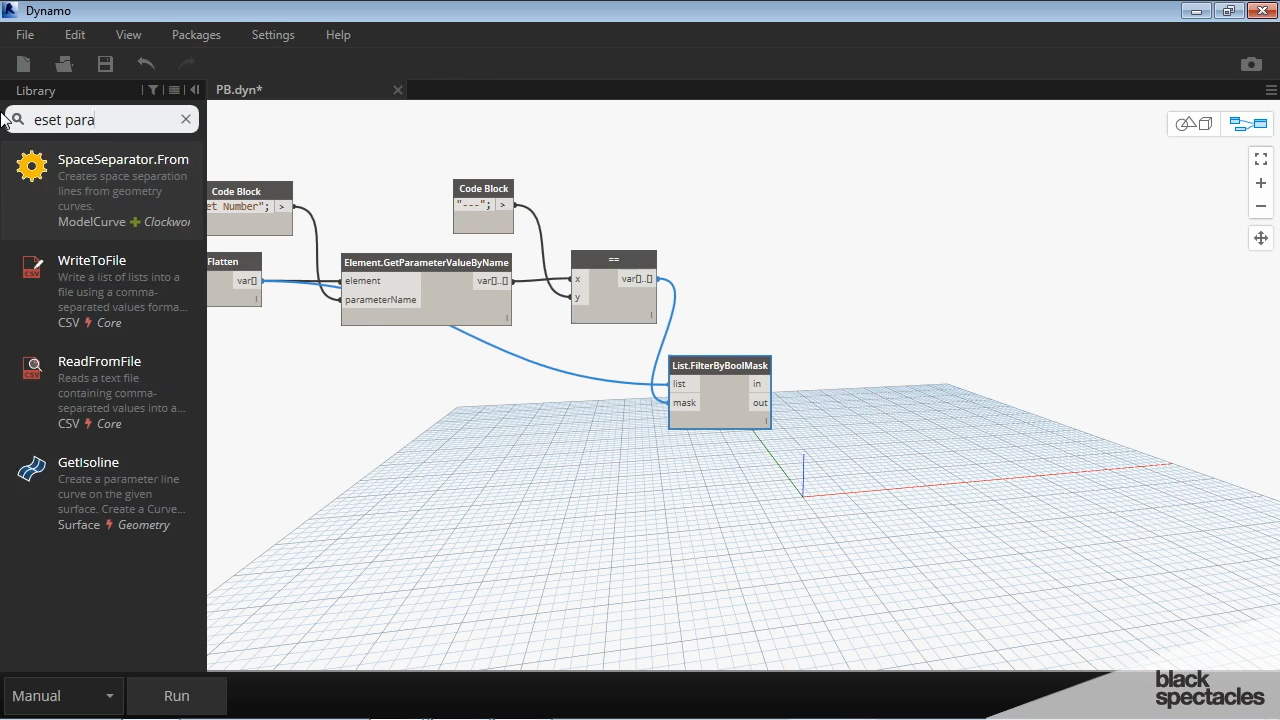 Dynamo
File Edit View Packages Settings Help
Library
PB.dyn*
eset para
SpaceSeparator.From
Creates space separation
lines from geometry
curves.
ModelCurve Clockwor
WriteToFile
Write a list of lists into a
file using a comma-
separated values forma...
CSV Core
ReadFromFile
Reads a text file
containing comma-
separated values into a...
CSV Core
GetIsoline
Create a parameter line
curve on the given
surface. Create a Curve...
Surface Geometry
Code Block
et Number"; >
Flatten
var[]
l
Element.GetParameterValueByName
element var[]..[]
parameterName
l
Code Block
"---"; >
==
x var[]..[]
y
l
List.FilterByBoolMask
list in
mask out
l
Manual
Run
black
spectacles